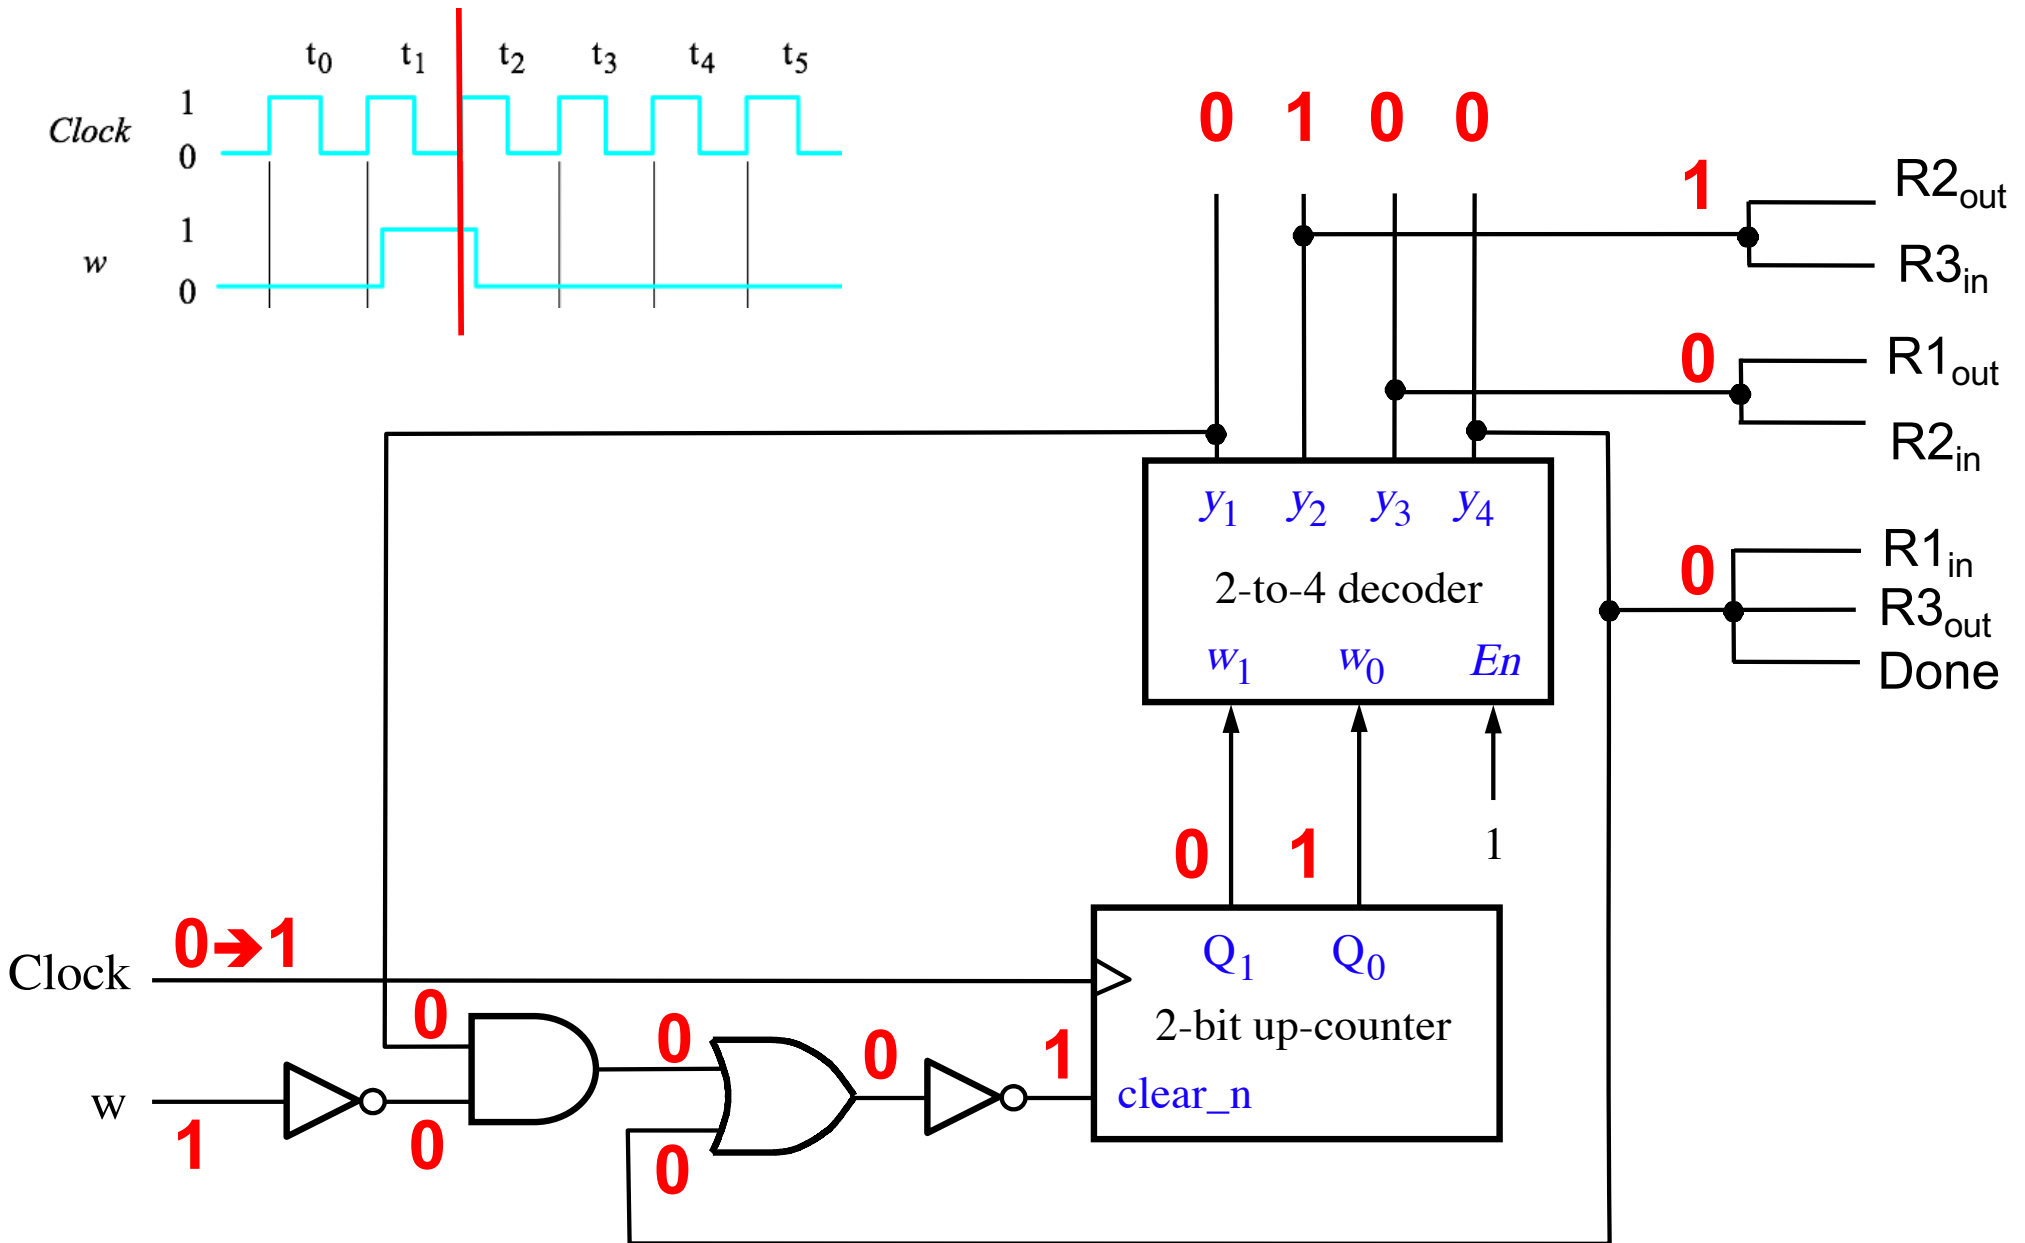 t0 t1 t2 t3 t4 t5
1
Clock
0
1
w
0
0 1 0 0
1
R2out
R3in
0
R1out
R2in
y1 y2 y3 y4
2-to-4 decoder
w1 w0 En
0
R1in
R3out
Done
0 1 1
Clock 0➔1
Q1 Q0
2-bit up-counter
clear_n
0 0 0 1
w
1 0 0